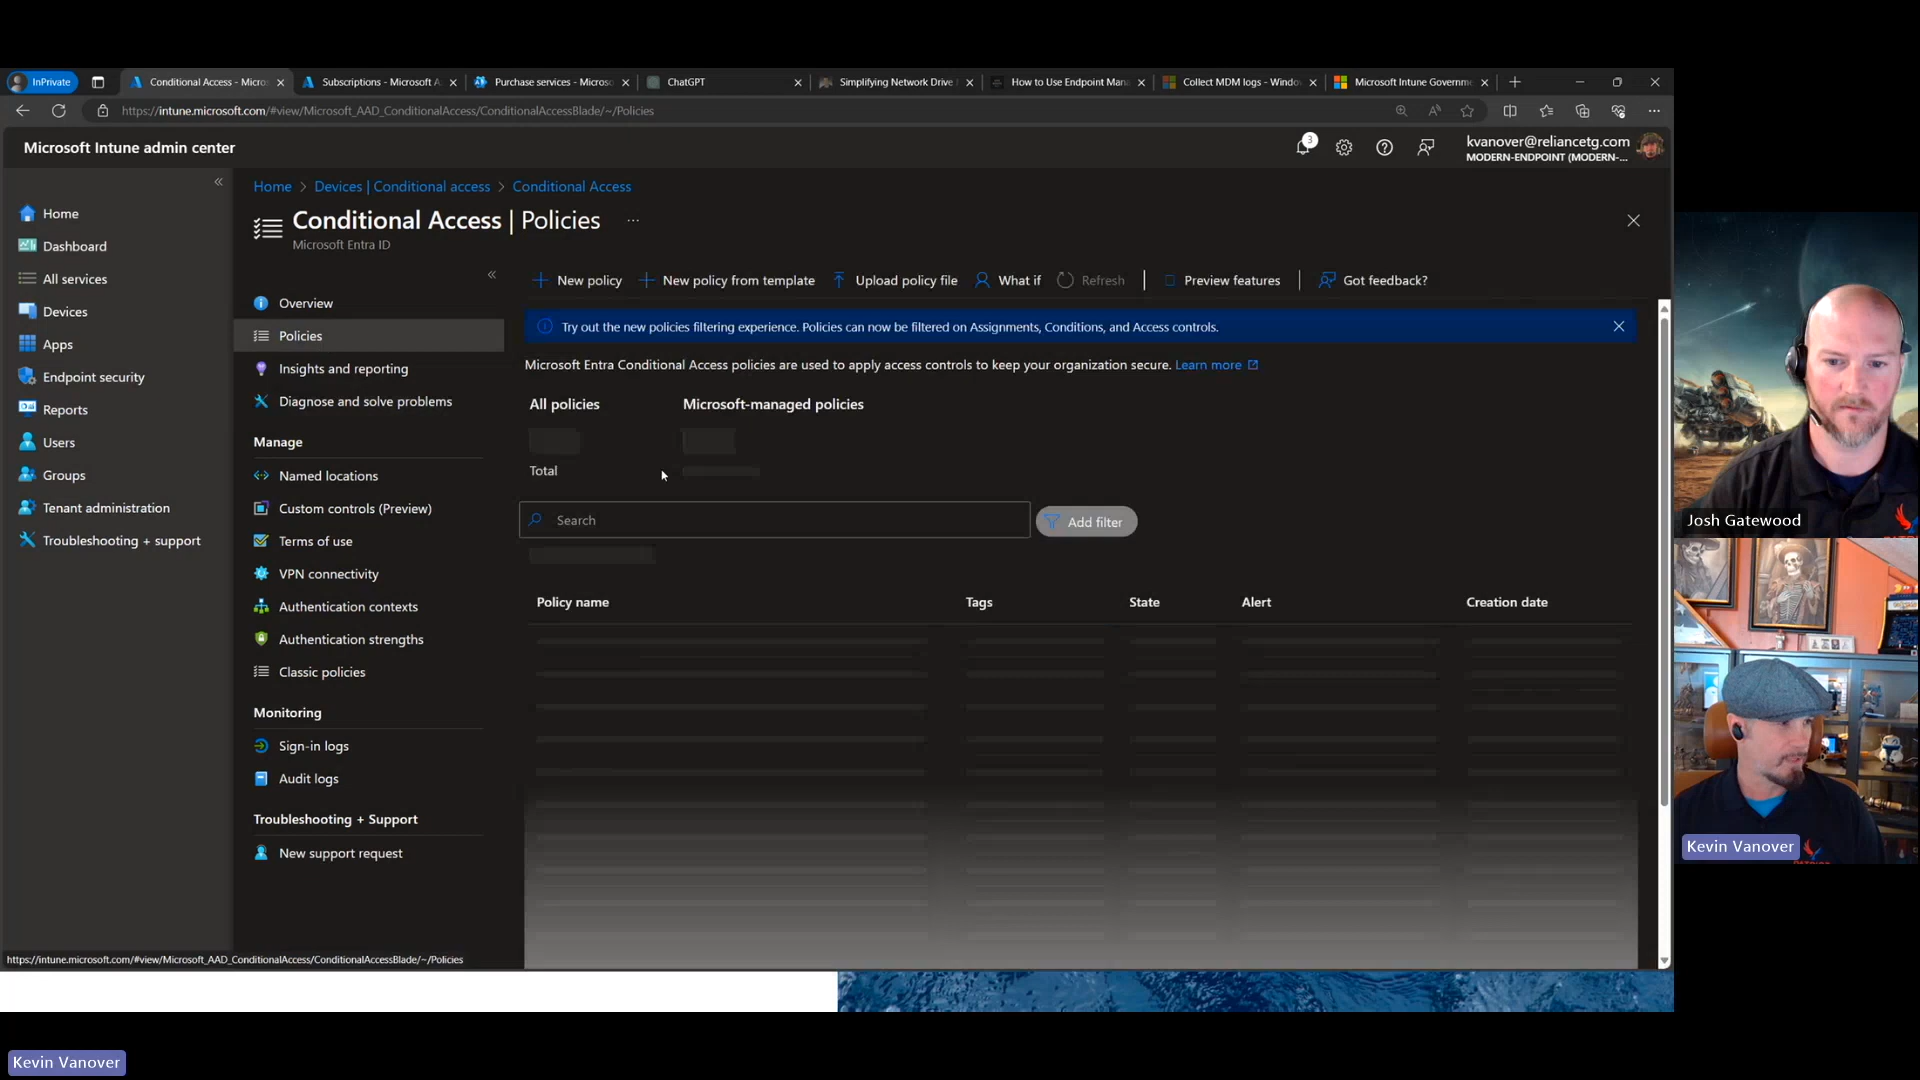 InPrivate
Conditional Access - Micros
Subscriptions - Microsoft A
Purchase services - Microso
ChatGPT
Simplifying Network Drive
How to Use Endpoint Mana
Collect MDM logs - Window
Microsoft Intune Governme
https://intune.microsoft.com/#view/Microsoft_AAD_ConditionalAccess/ConditionalAccessBlade/~/Policies
Microsoft Intune admin center
3
kvanover@reliancetg.com
MODERN-ENDPOINT (MODERN-...
Home
Dashboard
All services
Devices
Apps
Endpoint security
Reports
Users
Groups
Tenant administration
Troubleshooting + support
Home > Devices | Conditional access > Conditional Access
Conditional Access | Policies ...
Microsoft Entra ID
Overview
Policies
Insights and reporting
Diagnose and solve problems
Manage
Named locations
Custom controls (Preview)
Terms of use
VPN connectivity
Authentication contexts
Authentication strengths
Classic policies
Monitoring
Sign-in logs
Audit logs
Troubleshooting + Support
New support request
New policy
New policy from template
Upload policy file
What if
Refresh
Preview features
Got feedback?
Try out the new policies filtering experience. Policies can now be filtered on Assignments, Conditions, and Access controls.
Microsoft Entra Conditional Access policies are used to apply access controls to keep your organization secure. Learn more
All policies
Microsoft-managed policies
Total
Search
Add filter
Policy name
Tags
State
Alert
Creation date
https://intune.microsoft.com/#view/Microsoft_AAD_ConditionalAccess/ConditionalAccessBlade/~/Policies
Josh Gatewood
Kevin Vanover
Kevin Vanover